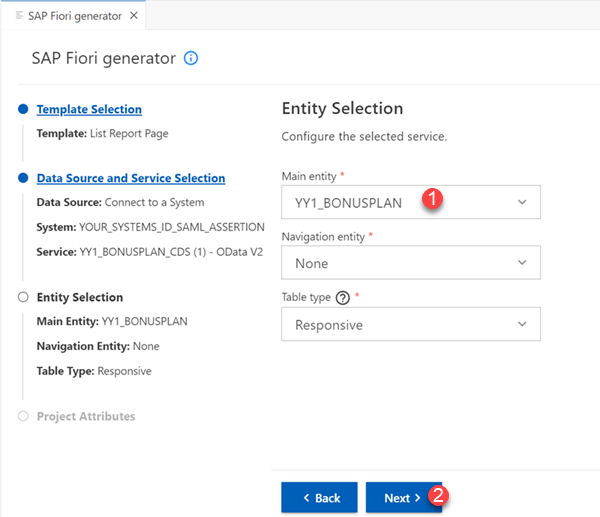 SAP Fiori generator
SAP Fiori generator
Template Selection
Template: List Report Page
Data Source and Service Selection
Data Source: Connect to a System
System: YOUR_SYSTEMS_ID_SAML_ASSERTION
Service: YY1_BONUSPLAN_CDS (1) - OData V2
Entity Selection
Main Entity: YY1_BONUSPLAN
Navigation Entity: None
Table Type: Responsive
Project Attributes
Entity Selection
Configure the selected service.
Main entity *
YY1_BONUSPLAN 1
Navigation entity *
None
Table type ? *
Responsive
< Back
Next > 2